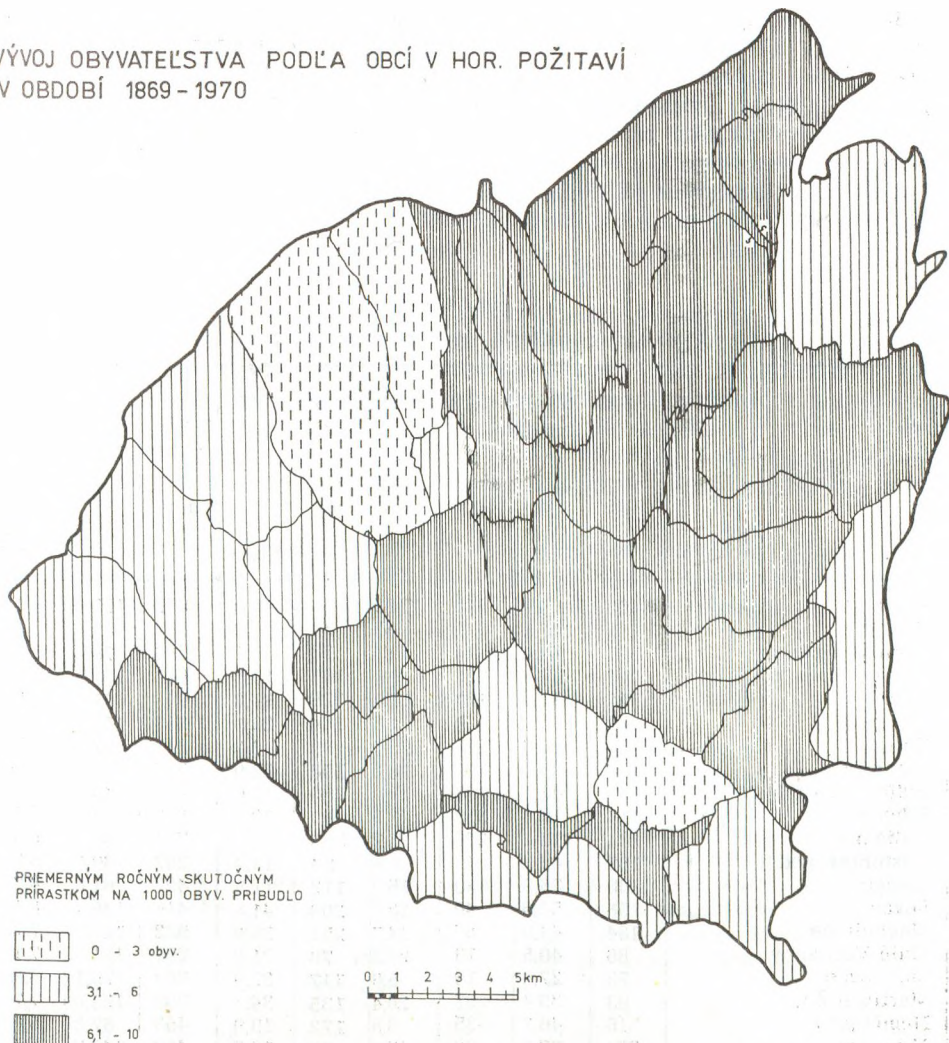 VÝVOJ OBYVATEĽSTVA PODĽA OBCÍ V HOR. POŽITAVÍ
V OBDOBÍ 1869 – 1970
PRIEMERNÝM ROČNÝM SKUTOČNÝM
PRÍRASTKOM NA 1000 OBYV. PRIBUDLO
0 – 3 obyv.
3,1 – 6
6,1 – 10
0 1 2 3 4 5km